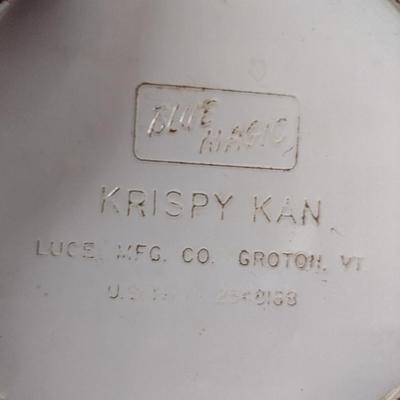 BLUE
MAGIC
KRISPY KAN
LUCE MFG. CO. GROTON, VT.
U.S.